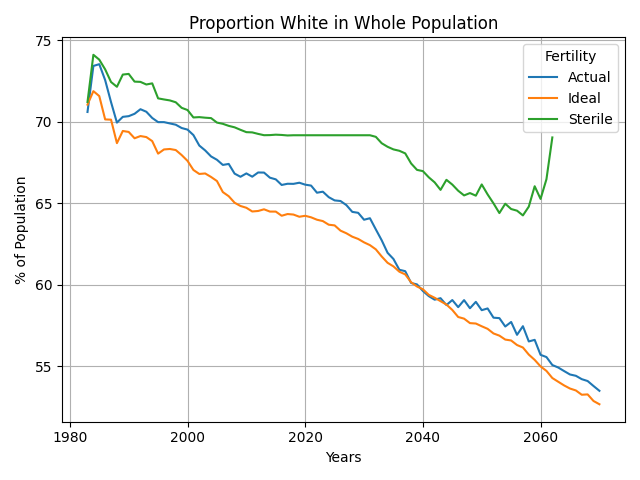 Proportion White in Whole Population
% of Population
75
70
65
60
55
1980
2000
2020
2040
2060
Years
Fertility
Actual
Ideal
Sterile